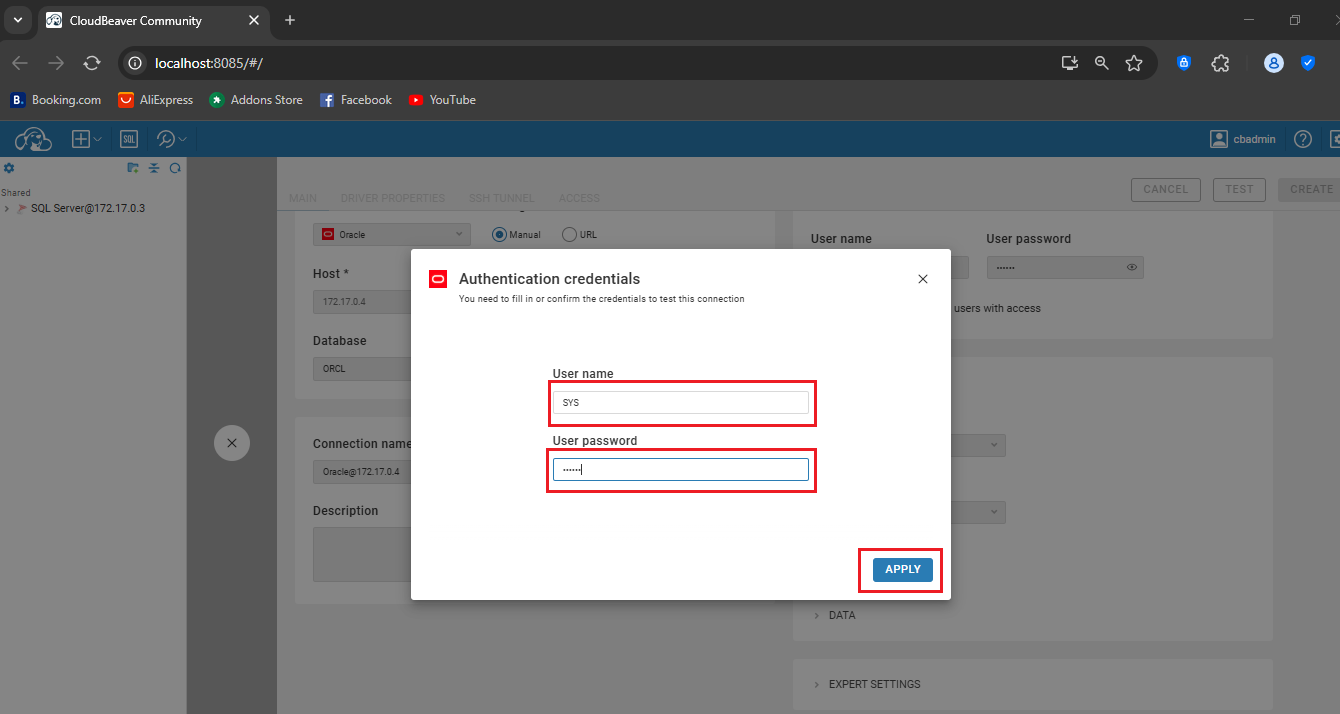 CloudBeaver Community
localhost:8085/#/
Booking.com AliExpress Addons Store Facebook YouTube
SQL cbadmin
Shared
SQL Server@172.17.0.3
MAIN DRIVER PROPERTIES SSH TUNNEL ACCESS
CANCEL TEST CREATE
Oracle Manual URL
Host *
172.17.0.4
Database
ORCL
Connection name
Oracle@172.17.0.4
Description
User name User password
••••••
users with access
Authentication credentials
You need to fill in or confirm the credentials to test this connection
User name
SYS
User password
••••••
APPLY
DATA
EXPERT SETTINGS